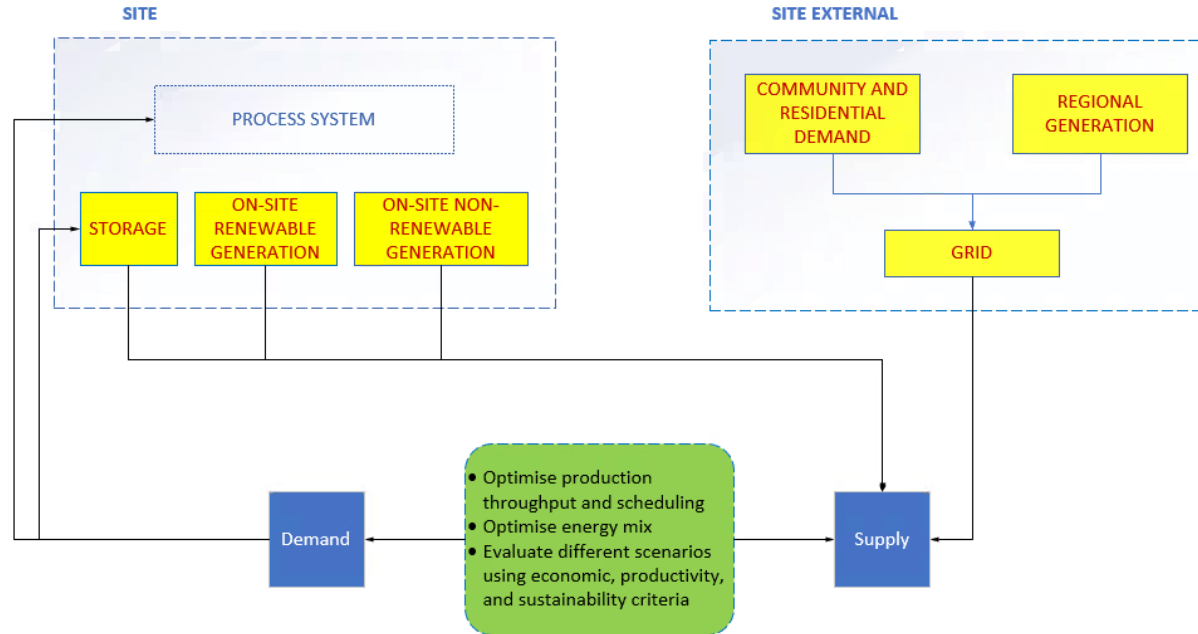 SITE
SITE EXTERNAL
PROCESS SYSTEM
COMMUNITY AND
RESIDENTIAL
DEMAND
REGIONAL
GENERATION
STORAGE
ON-SITE
RENEWABLE
GENERATION
ON-SITE NON-
RENEWABLE
GENERATION
GRID
Demand
• Optimise production
throughput and scheduling
• Optimise energy mix
• Evaluate different scenarios
using economic, productivity,
and sustainability criteria
Supply